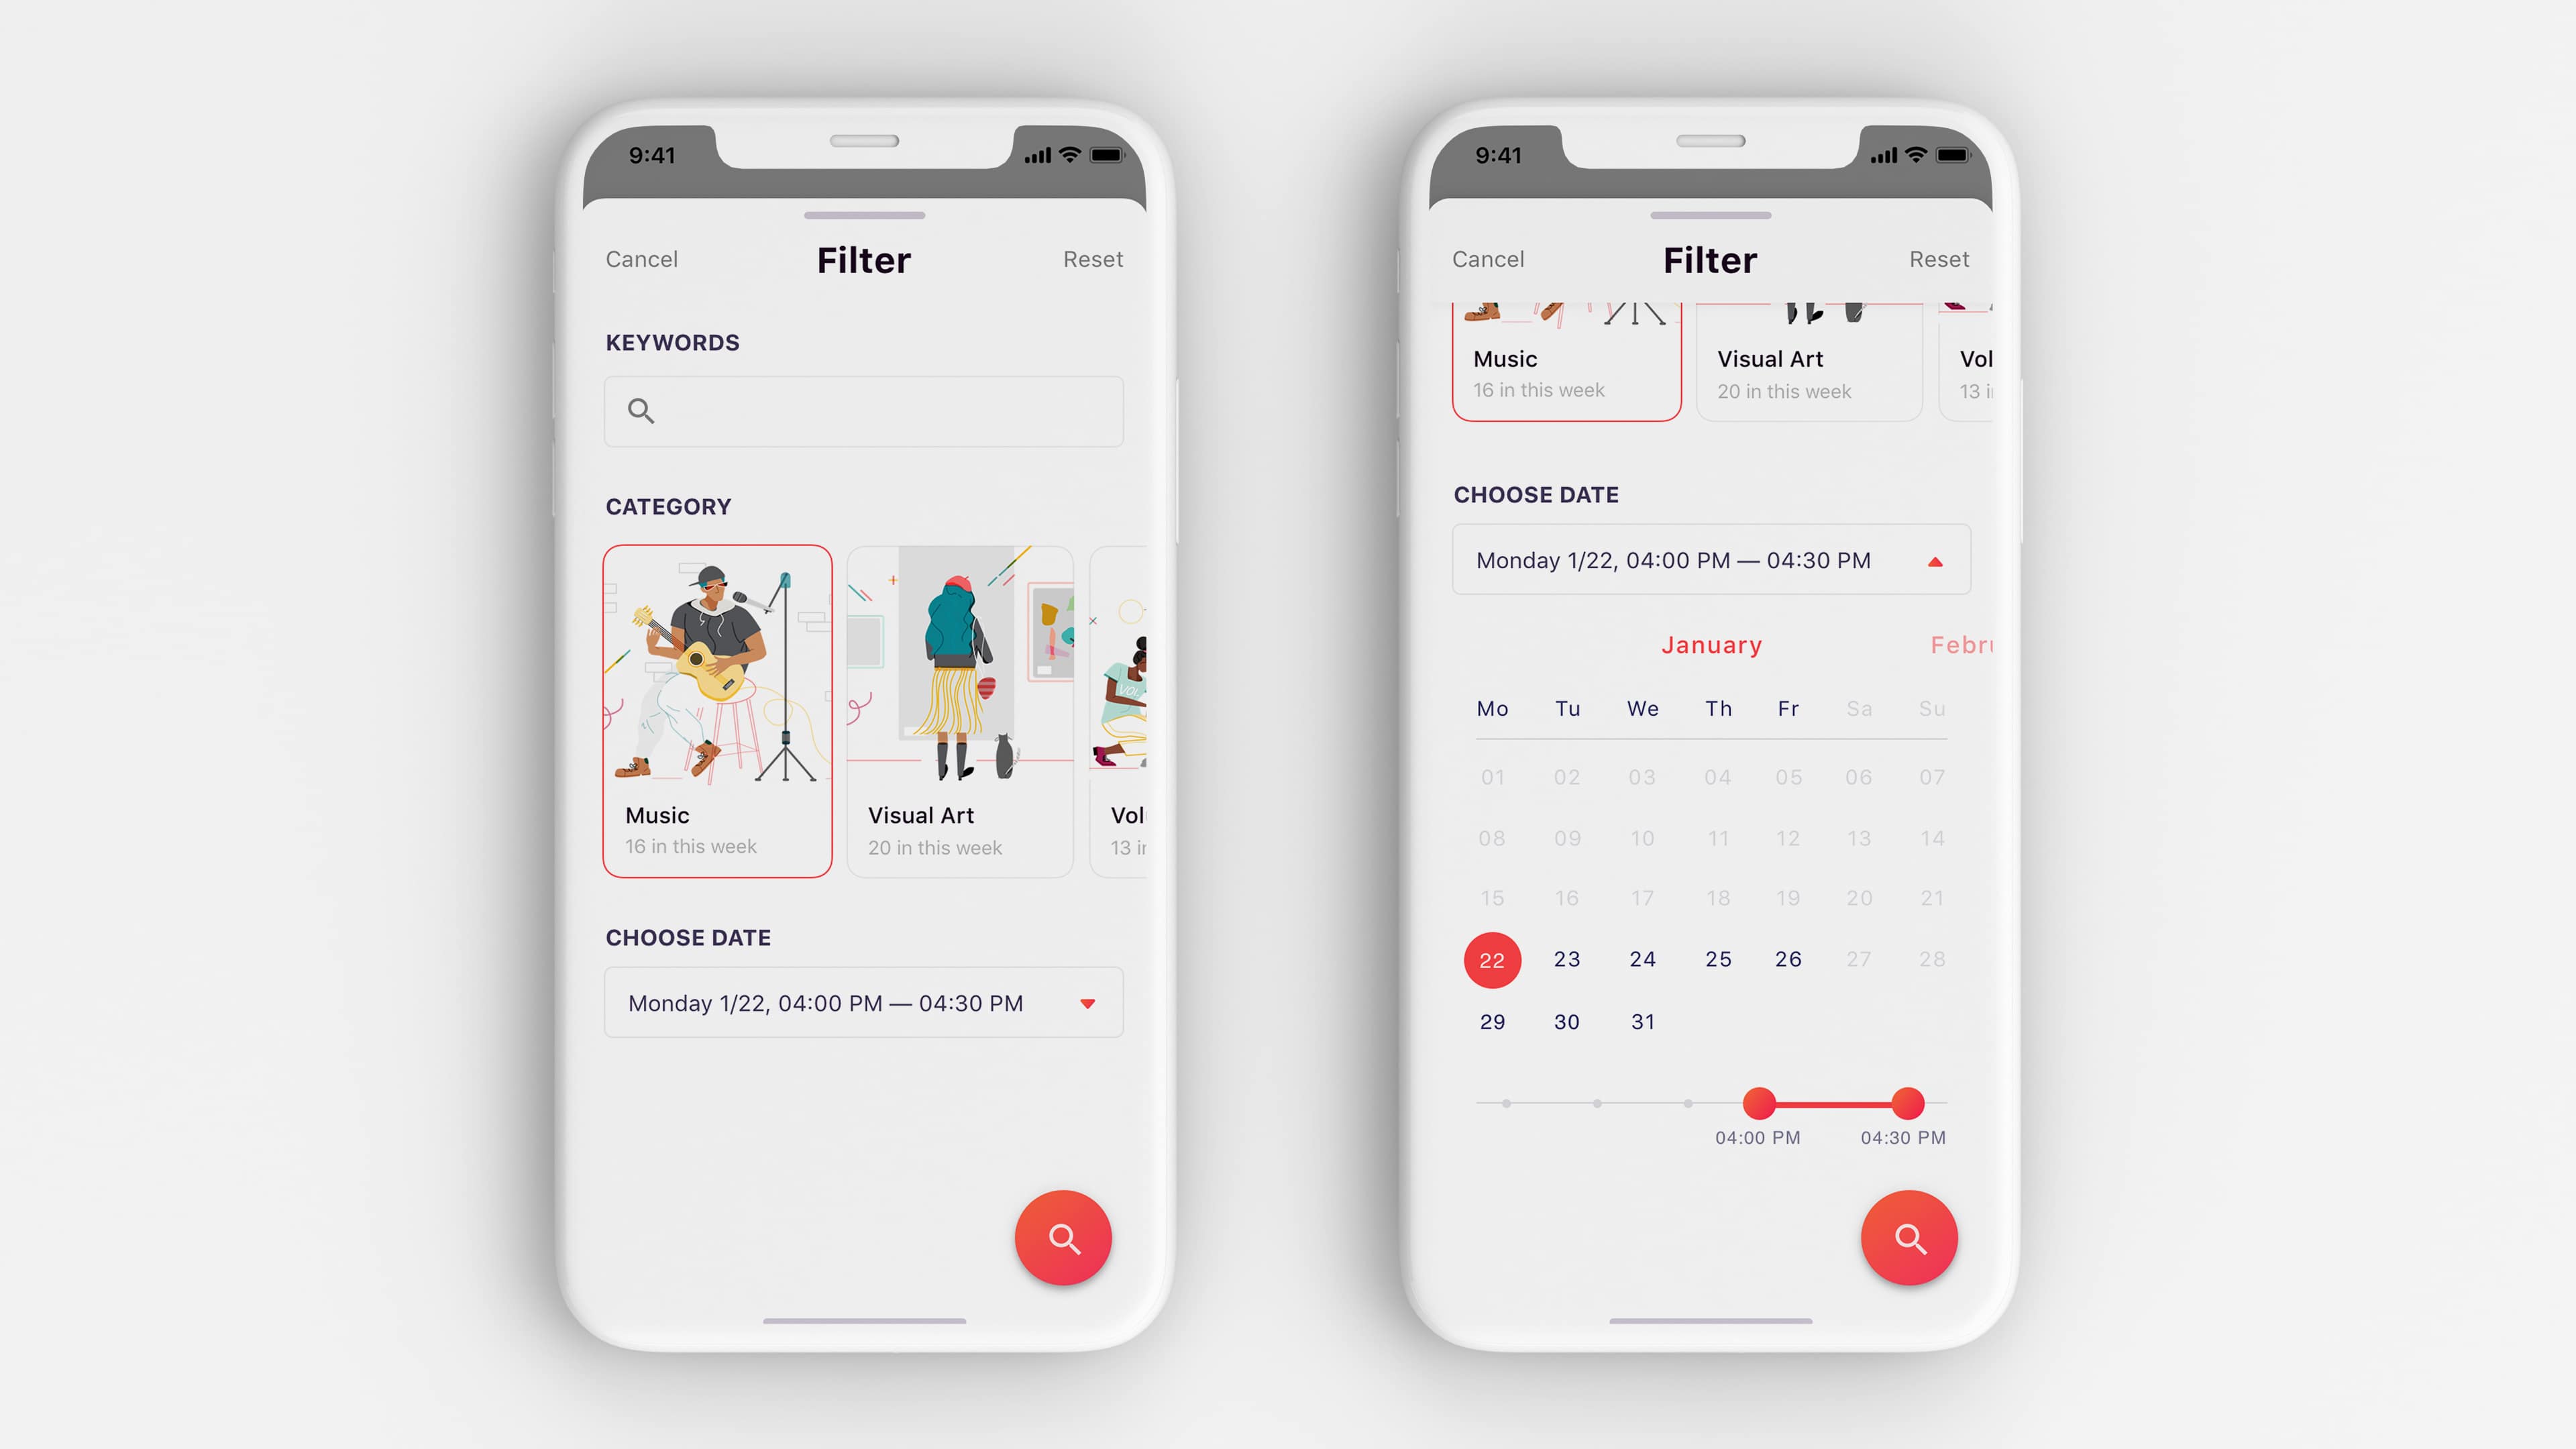 9:41
Cancel Filter Reset
KEYWORDS
CATEGORY
Music Visual Art
16 in this week 20 in this week 13
CHOOSE DATE
Monday 1/22, 04:00 PM — 04:30 PM
9:41
Cancel Filter Reset
Music Visual Art
16 in this week 20 in this week 13
CHOOSE DATE
Monday 1/22, 04:00 PM — 04:30 PM
January
Mo Tu We Th Fr Sa Su
01 02 03 04 05 06 07
08 09 10 11 12 13 14
15 16 17 18 19 20 21
22 23 24 25 26 27 28
29 30 31
04:00 PM 04:30 PM